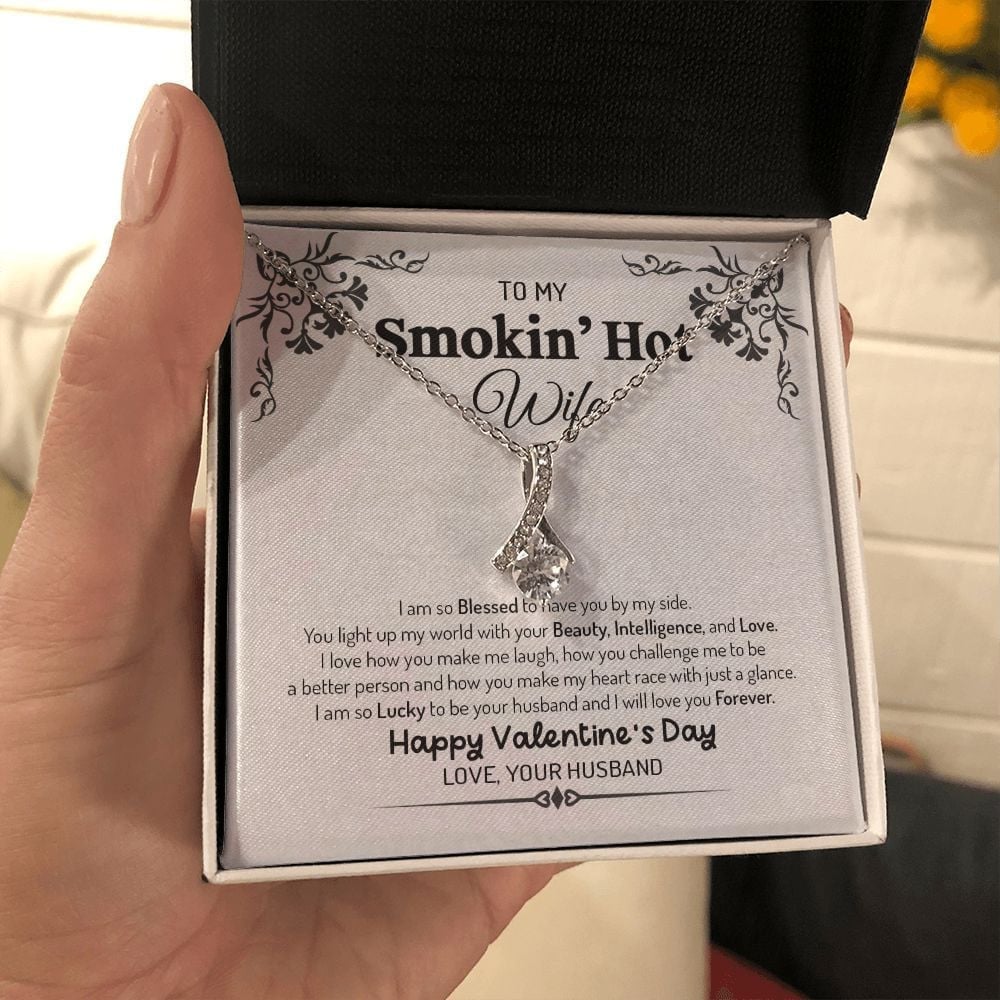 TO MY
Smokin' Hot
Wife
I am so Blessed to have you by my side.
You light up my world with your Beauty, Intelligence, and Love.
I love how you make me laugh, how you challenge me to be
a better person and how you make my heart race with just a glance.
I am so Lucky to be your husband and I will love you Forever.
Happy Valentine's Day
LOVE, YOUR HUSBAND